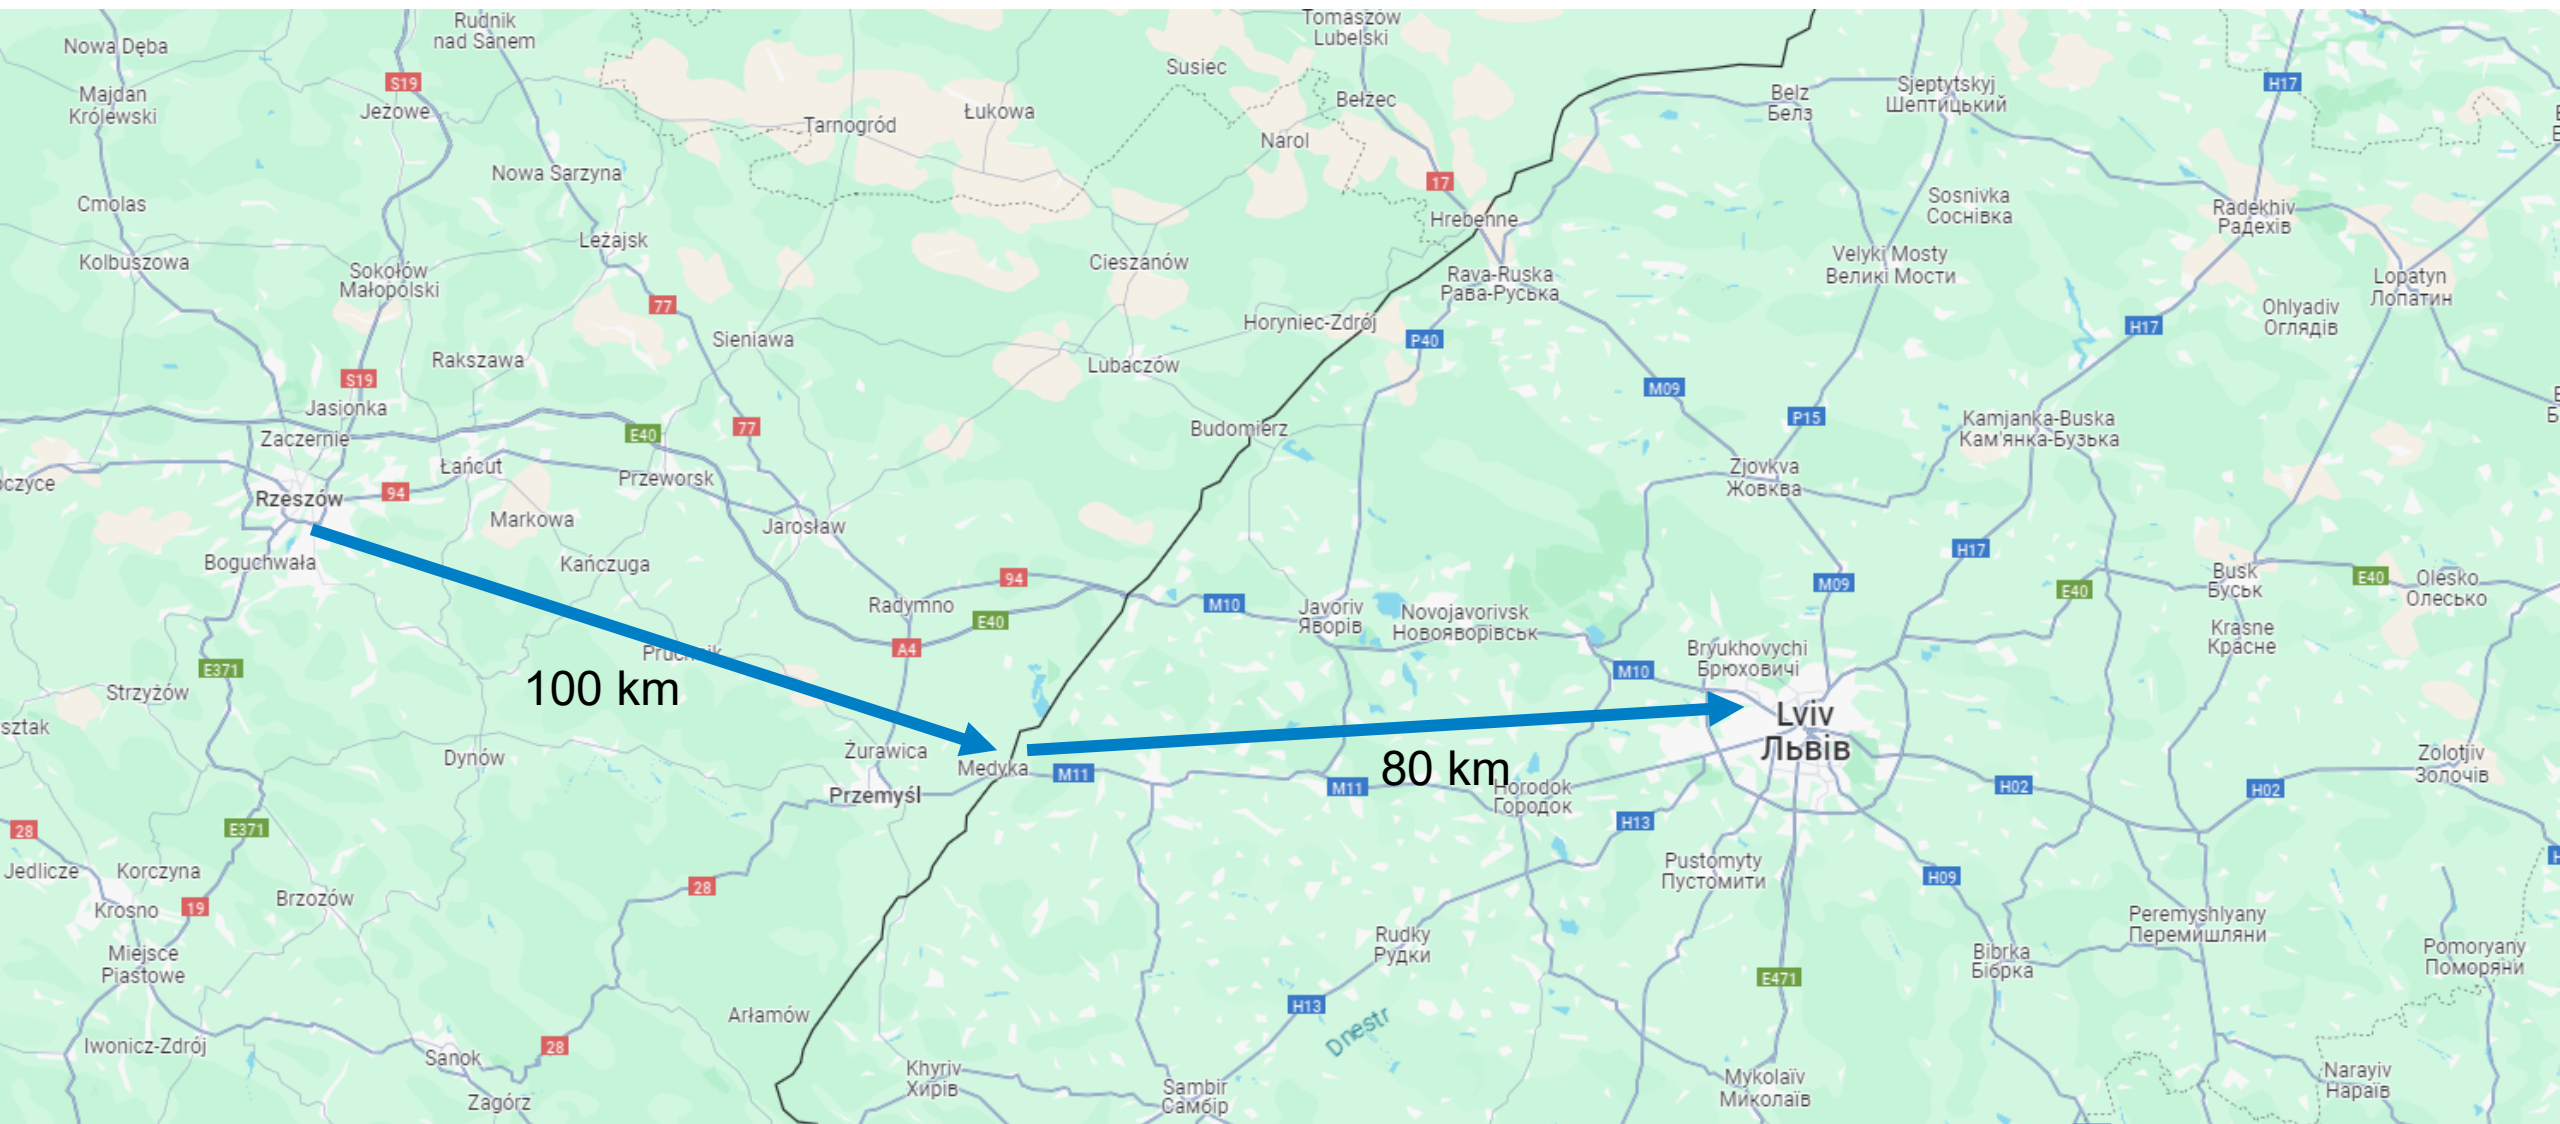 Rudnik
nad Sanem
Tomaszów
Lubelski
Nowa Dęba
Susiec
S19
H17
Majdan
Królewski
Jeżowe
Łukowa
Bełżec
Belz
Белз
Sjeptytskyj
Шептицький
Tarnogród
Narol
Nowa Sarzyna
17
Cmolas
Sosnivka
Соснівка
Hrebenne
Radekhiv
Радехів
Leżajsk
Kolbuszowa
Sokołów
Małopolski
Cieszanów
Rava-Ruska
Рава-Руська
Velyki Mosty
Великі Мости
Lopatyn
Лопатин
77
Horyniec-Zdrój
Ohlyadiv
Оглядів
H17
Sieniawa
P40
Rakszawa
Lubaczów
S19
M09
Jasionka
P15
Kamjanka-Buska
Кам'янка-Бузька
Zaczernie
E40
77
Budomierz
Łańcut
Przeworsk
Zjovkva
Жовква
Rzeszów
94
Markowa
Jarosław
H17
Boguchwała
Kańczuga
94
M09
Busk
Буськ
E40
E40
Olesko
Олесько
Radymno
M10
Javoriv
Яворів
Novojavorivsk
Новояворівськ
E40
Krasne
Красне
A4
Bryukhovychi
Брюховичі
E371
M10
Strzyżów
100 km
Lviv
Львів
Dynów
Żurawica
Medyka
M11
80 km
M11
Horodok
Городок
H02
H02
Zolotjiv
Золочів
Przemyśl
28
E371
H13
Jedlicze
Korczyna
28
Pustomyty
Пустомити
H09
Krosno
19
Brzozów
Peremyshlyany
Перемишляни
Rudky
Рудки
Miejsce
Piastowe
Bibrka
Бібрка
Pomoryany
Поморяни
E471
H13
Arłamów
Dnestr
Iwonicz-Zdrój
28
Sanok
Khyriv
Хирів
Sambir
Самбір
Mykolaïv
Миколаїв
Narayiv
Нараїв
Zagórz